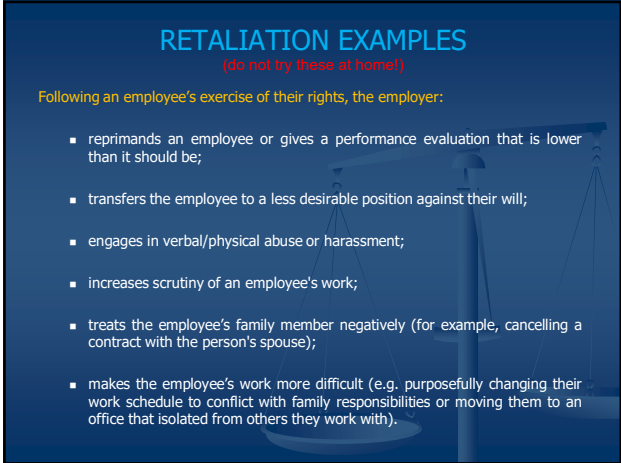 RETALIATION EXAMPLES
(do not try these at home!)
Following an employee’s exercise of their rights, the employer:
▪ reprimands an employee or gives a performance evaluation that is lower
than it should be;
▪ transfers the employee to a less desirable position against their will;
▪ engages in verbal/physical abuse or harassment;
▪ increases scrutiny of an employee's work;
▪ treats the employee’s family member negatively (for example, cancelling a
contract with the person's spouse);
▪ makes the employee’s work more difficult (e.g. purposefully changing their
work schedule to conflict with family responsibilities or moving them to an
office that isolated from others they work with).